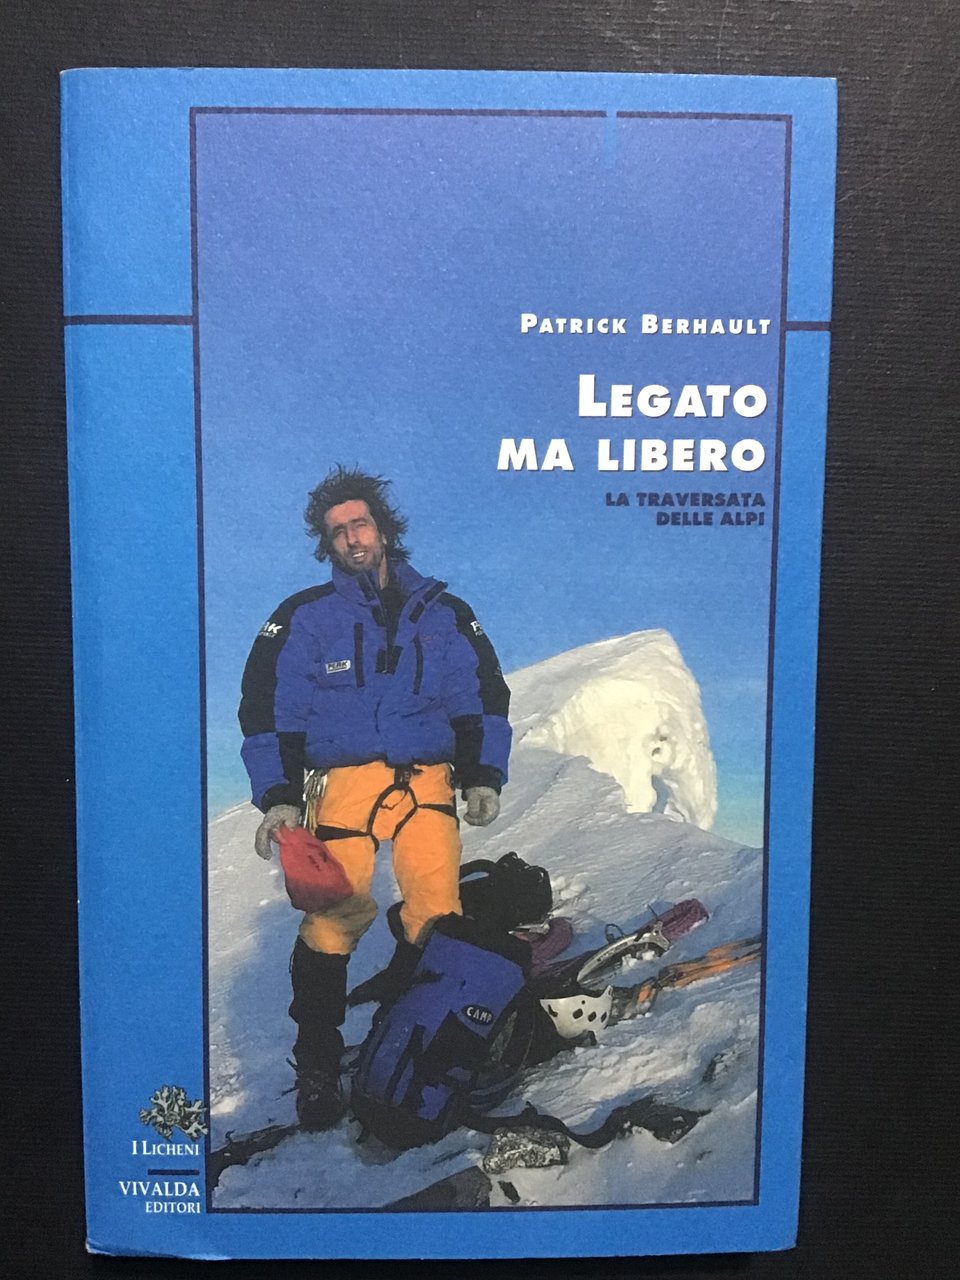 PATRICK BERHAULT
LEGATO
MA LIBERO
LA TRAVERSATA
DELLE ALPI
CAMP
I LICHENI
VIVALDA
EDITORI